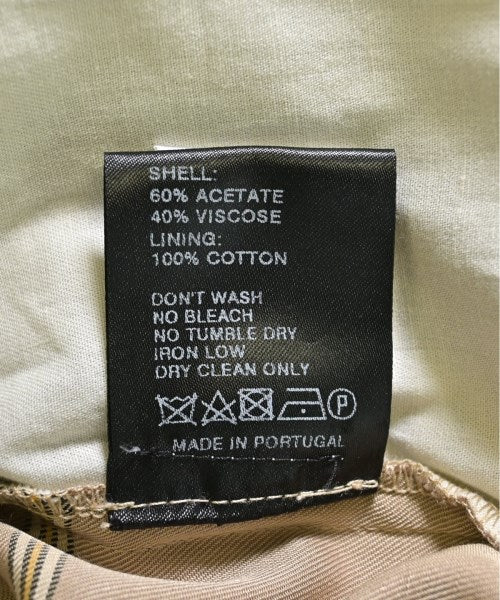 SHELL:
60% ACETATE
40% VISCOSE
LINING:
100% COTTON
DON'T WASH
NO BLEACH
NO TUMBLE DRY
IRON LOW
DRY CLEAN ONLY
P
MADE IN PORTUGAL